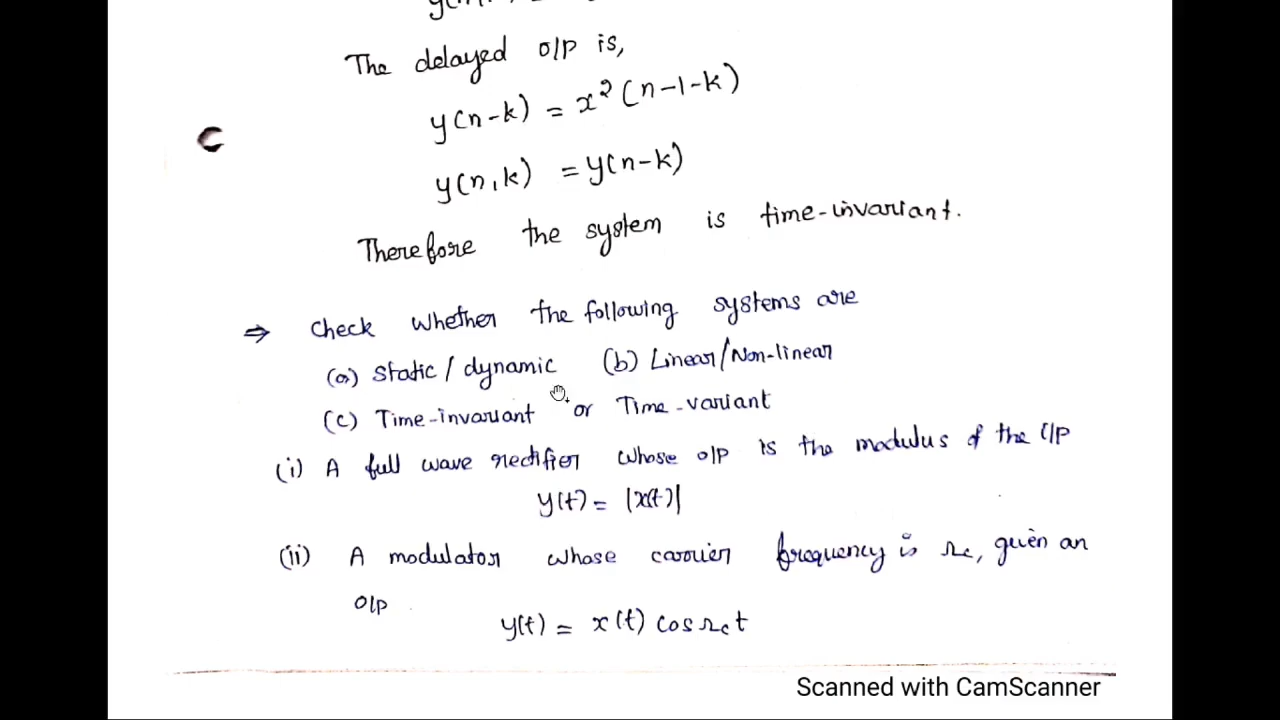 The delayed o/p is,
y(n-k) = x²(n-1-k)
y(n,k) = y(n-k)
Therefore the system is time-invariant.
⇒ Check whether the following systems are
(a) Static / dynamic (b) Linear/Non-linear
(c) Time-invariant or Time-variant
(i) A full wave rectifier whose o/p is the modulus of the i/p
y(t) = |x(t)|
(ii) A modulator whose carrier frequency is Ωc, given an
o/p
y(t) = x(t) cos Ωc t
Scanned with CamScanner